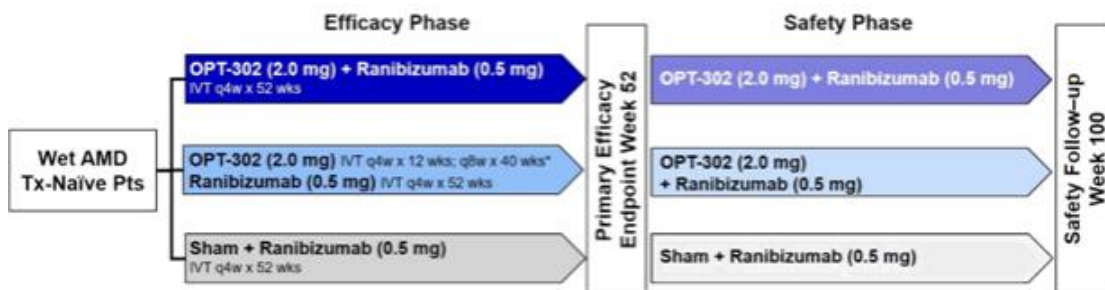 Efficacy Phase
Safety Phase
Wet AMD
Tx-Naïve Pts
OPT-302 (2.0 mg) + Ranibizumab (0.5 mg)
IVT q4w x 52 wks
OPT-302 (2.0 mg) IVT q4w x 12 wks; q8w x 40 wks*
Ranibizumab (0.5 mg) IVT q4w x 52 wks
Sham + Ranibizumab (0.5 mg)
IVT q4w x 52 wks
Primary Efficacy
Endpoint Week 52
OPT-302 (2.0 mg) + Ranibizumab (0.5 mg)
OPT-302 (2.0 mg)
+ Ranibizumab (0.5 mg)
Sham + Ranibizumab (0.5 mg)
Safety Follow–up
Week 100